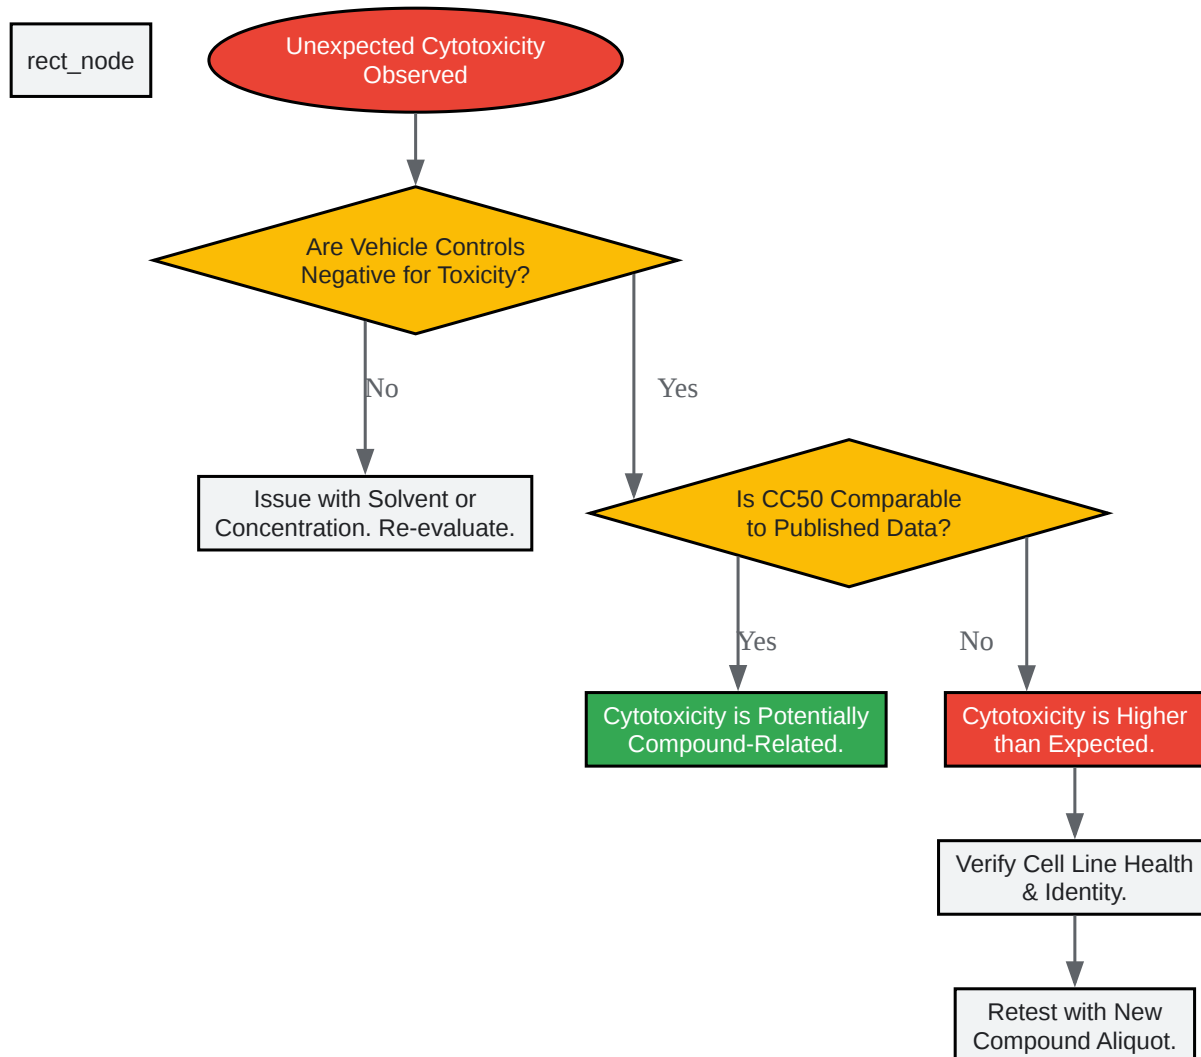 rect_node
Unexpected Cytotoxicity
Observed
Are Vehicle Controls
Negative for Toxicity?
No
Yes
Issue with Solvent or
Concentration. Re-evaluate.
Is CC50 Comparable
to Published Data?
Yes
No
Cytotoxicity is Potentially
Compound-Related.
Cytotoxicity is Higher
than Expected.
Verify Cell Line Health
& Identity.
Retest with New
Compound Aliquot.